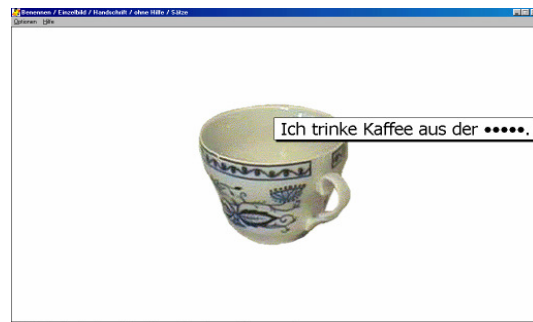 Benennen / Einzelbild / Handschrift / ohne Hilfe / Sätze
Optionen Hilfe
Ich trinke Kaffee aus der •••••.